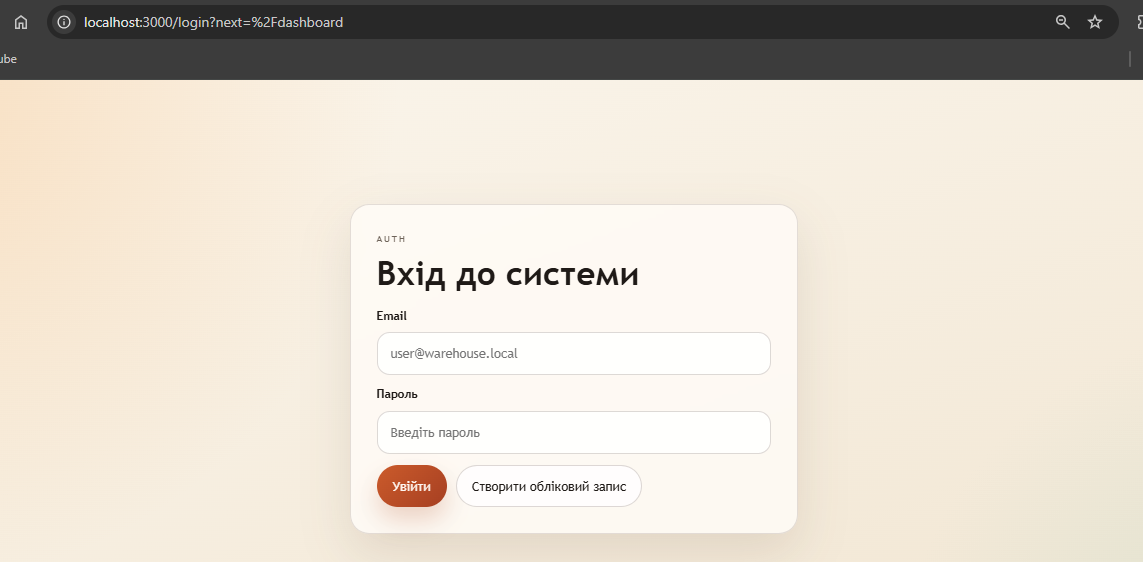 localhost:3000/login?next=%2Fdashboard
AUTH
Вхід до системи
Email
user@warehouse.local
Пароль
Введіть пароль
Увійти Створити обліковий запис